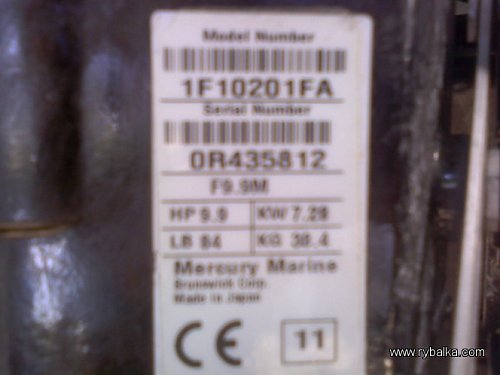 Model Number
1F10201FA
Serial Number
0R435812
F9.9M
HP 9.9 KW 7.28
LB 84 KG 38.4
Mercury Marine
Brunswick Corp.
Made in Japan
CE 11
www.rybalka.com